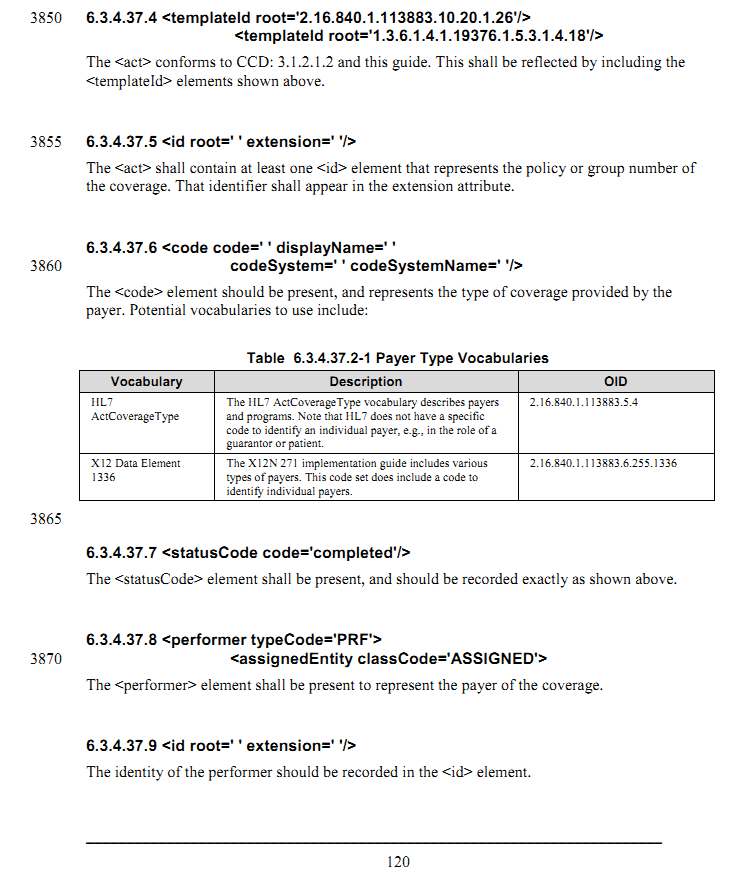 3850 6.3.4.37.4 <templateId root='2.16.840.1.113883.10.20.1.26'/>
<templateId root='1.3.6.1.4.1.19376.1.5.3.1.4.18'/>
The <act> conforms to CCD: 3.1.2.1.2 and this guide. This shall be reflected by including the
<templateId> elements shown above.
3855 6.3.4.37.5 <id root=' ' extension=' '/>
The <act> shall contain at least one <id> element that represents the policy or group number of
the coverage. That identifier shall appear in the extension attribute.
6.3.4.37.6 <code code=' ' displayName=' '
3860 codeSystem=' ' codeSystemName=' '/>
The <code> element should be present, and represents the type of coverage provided by the
payer. Potential vocabularies to use include:
Table 6.3.4.37.2-1 Payer Type Vocabularies
Vocabulary Description OID
HL7 The HL7 ActCoverageType vocabulary describes payers 2.16.840.1.113883.5.4
ActCoverageType and programs. Note that HL7 does not have a specific
code to identify an individual payer, e.g., in the role of a
guarantor or patient.
X12 Data Element The X12N 271 implementation guide includes various 2.16.840.1.113883.6.255.1336
1336 types of payers. This code set does include a code to
identify individual payers.
3865
6.3.4.37.7 <statusCode code='completed'/>
The <statusCode> element shall be present, and should be recorded exactly as shown above.
6.3.4.37.8 <performer typeCode='PRF'>
3870 <assignedEntity classCode='ASSIGNED'>
The <performer> element shall be present to represent the payer of the coverage.
6.3.4.37.9 <id root=' ' extension=' '/>
The identity of the performer should be recorded in the <id> element.
120